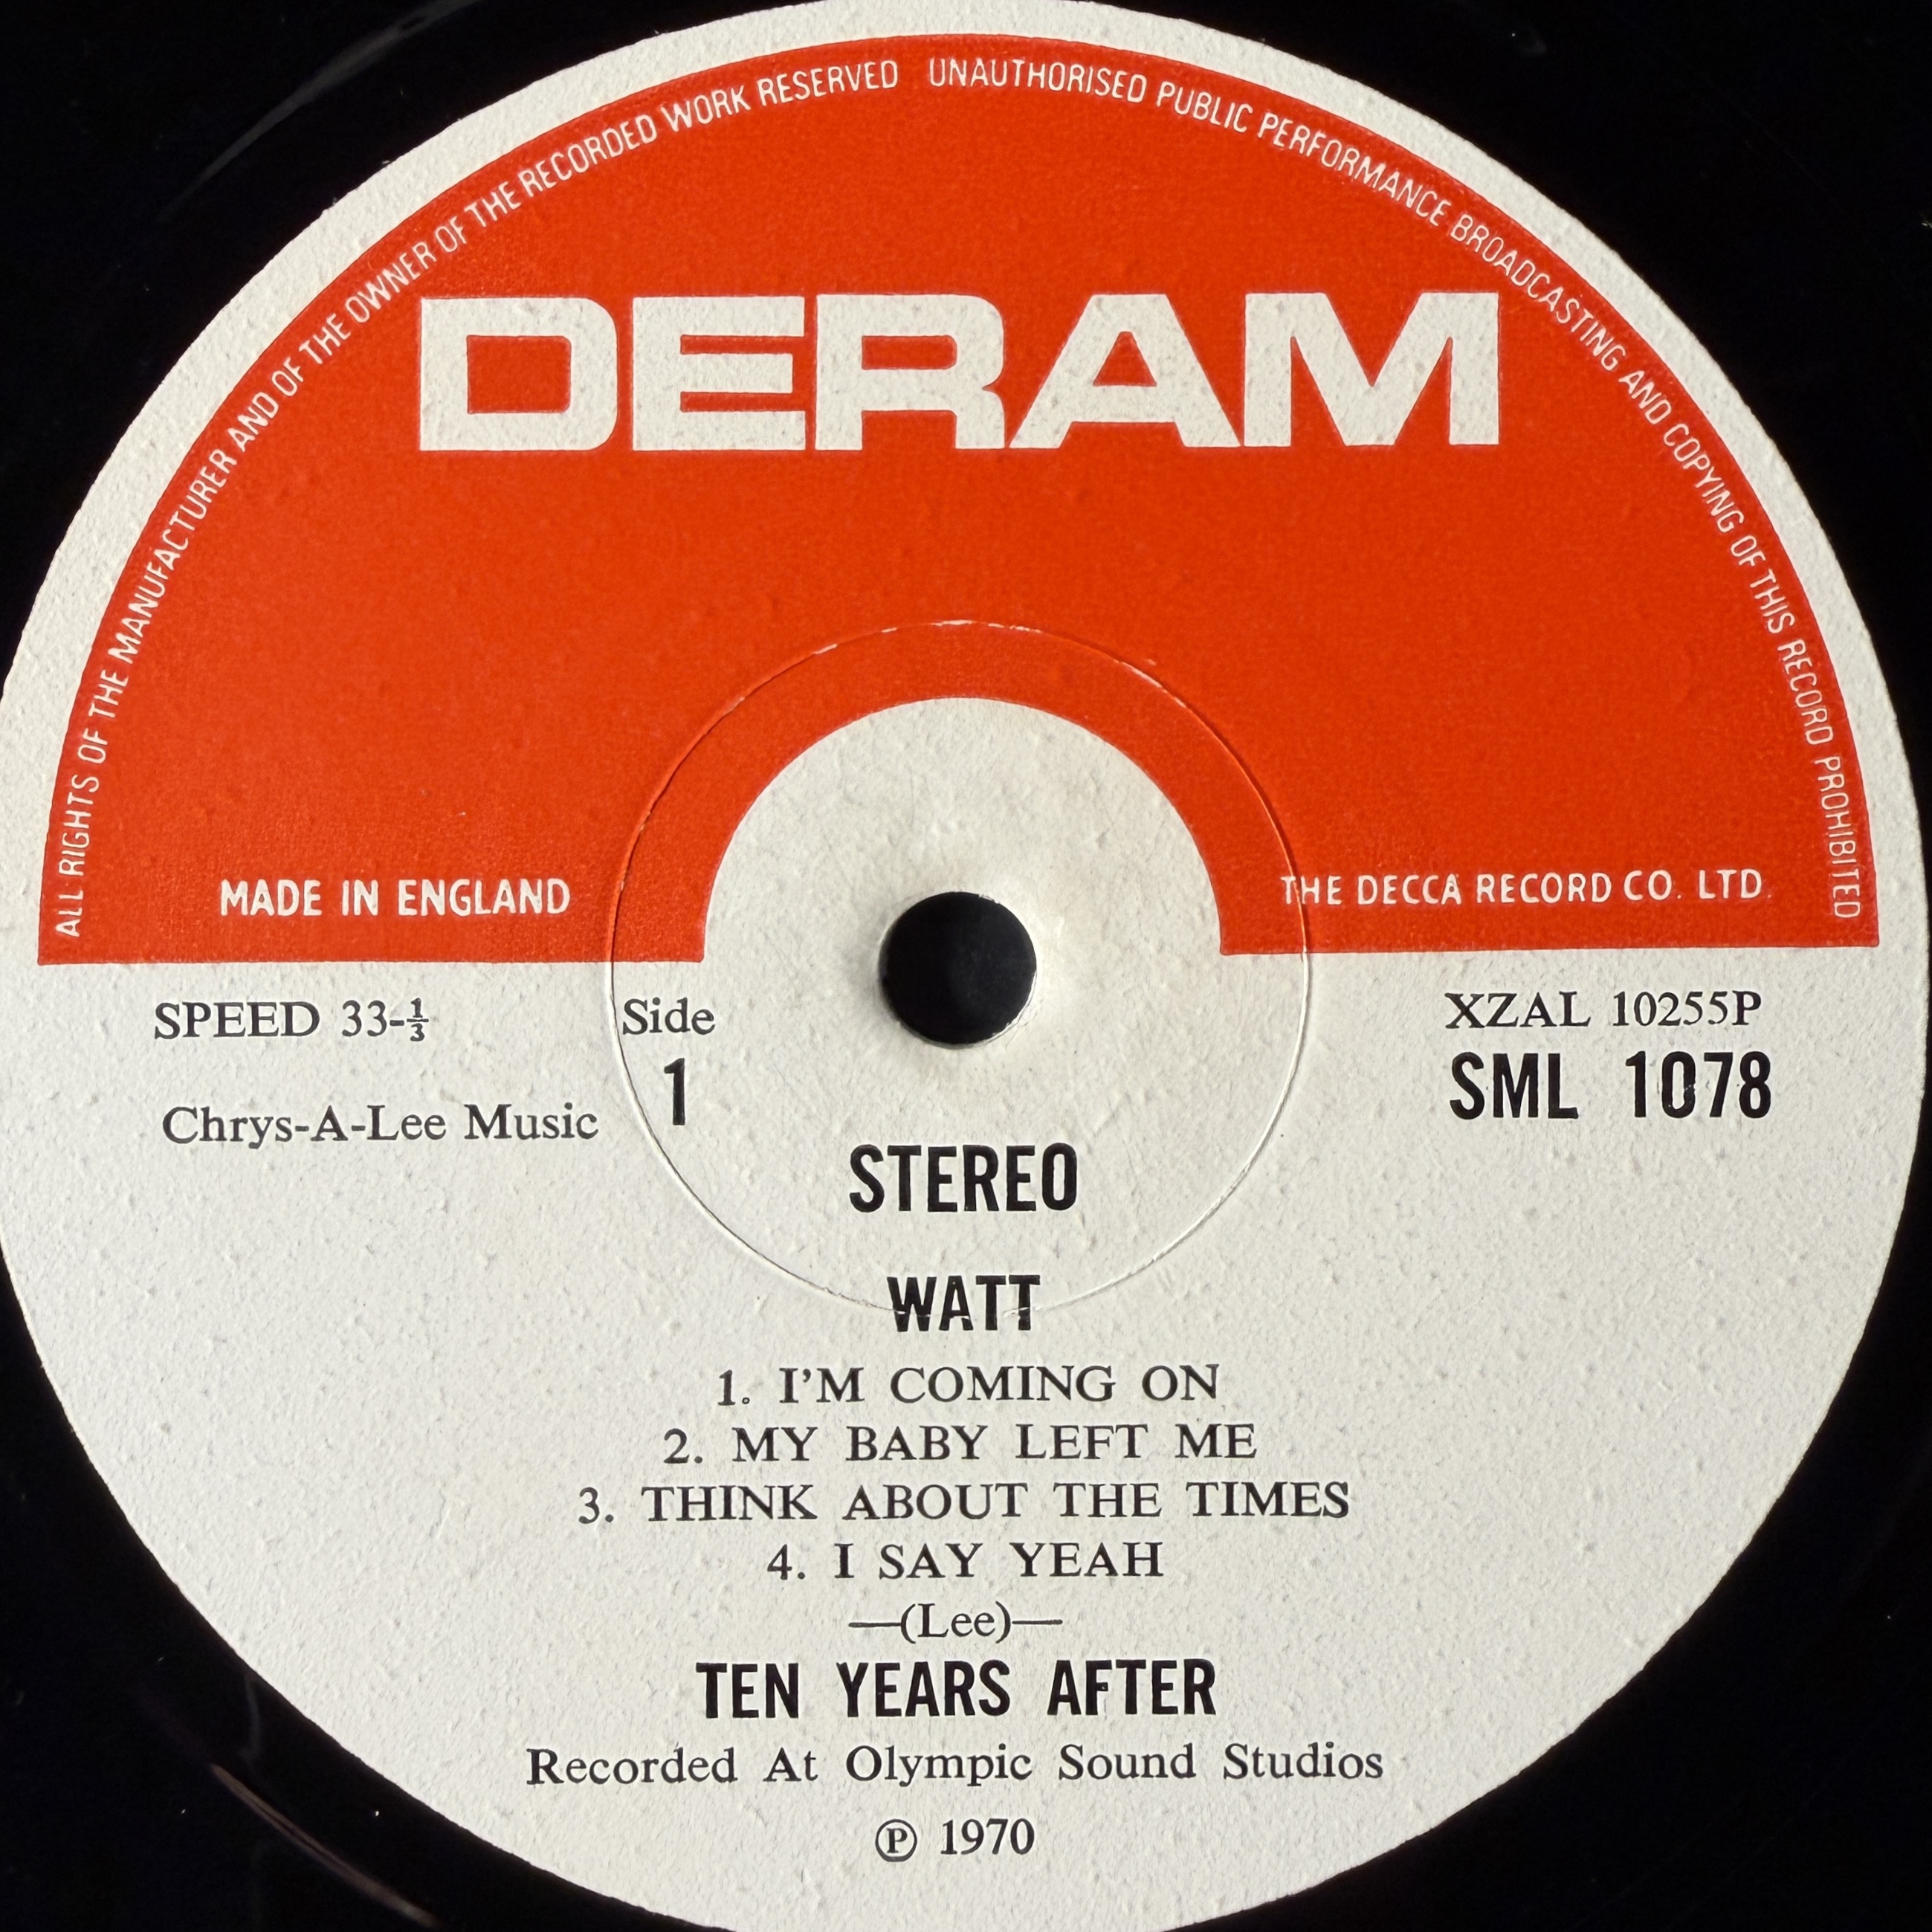 ALL RIGHTS OF THE MANUFACTURER AND OF THE OWNER OF THE RECORDED WORK RESERVED UNAUTHORISED PUBLIC PERFORMANCE BROADCASTING AND COPYING OF THIS RECORD PROHIBITED
DERAM
MADE IN ENGLAND
THE DECCA RECORD CO. LTD.
SPEED 33-⅓
Side
1
XZAL 10255P
SML 1078
Chrys-A-Lee Music
STEREO
WATT
1. I'M COMING ON
2. MY BABY LEFT ME
3. THINK ABOUT THE TIMES
4. I SAY YEAH
—(Lee)—
TEN YEARS AFTER
Recorded At Olympic Sound Studios
℗ 1970